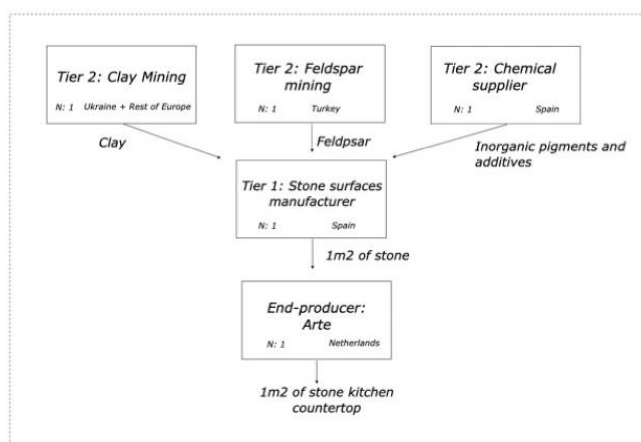 Tier 2: Clay Mining
N: 1 Ukraine + Rest of Europe
Tier 2: Feldspar
mining
N: 1 Turkey
Tier 2: Chemical
supplier
N: 1 Spain
Clay
Feldpsar
Inorganic pigments and
additives
Tier 1: Stone surfaces
manufacturer
N: 1 Spain
1m2 of stone
End-producer:
Arte
N: 1 Netherlands
1m2 of stone kitchen
countertop